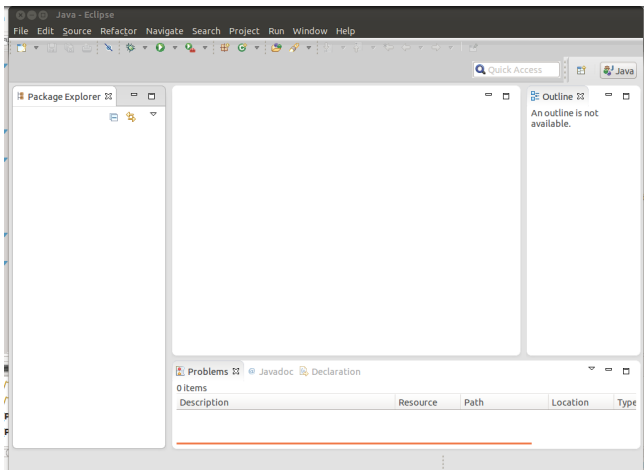 Java - Eclipse
File Edit Source Refactor Navigate Search Project Run Window Help
Quick Access
Java
Package Explorer
Outline
An outline is not
available.
Problems @ Javadoc Declaration
0 items
Description Resource Path Location Type